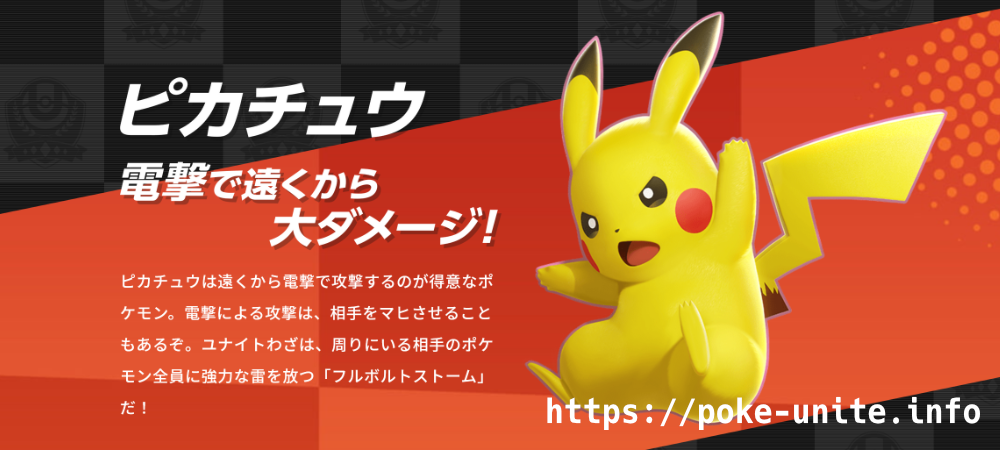 ピカチュウ
電撃で遠くから
大ダメージ!
ピカチュウは遠くから電撃で攻撃するのが得意なポ
ケモン。電撃による攻撃は、相手をマヒさせること
もあるぞ。ユナイトわざは、周りにいる相手のポケ
モン全員に強力な雷を放つ「フルボルトストーム」
だ！
https://poke-unite.info